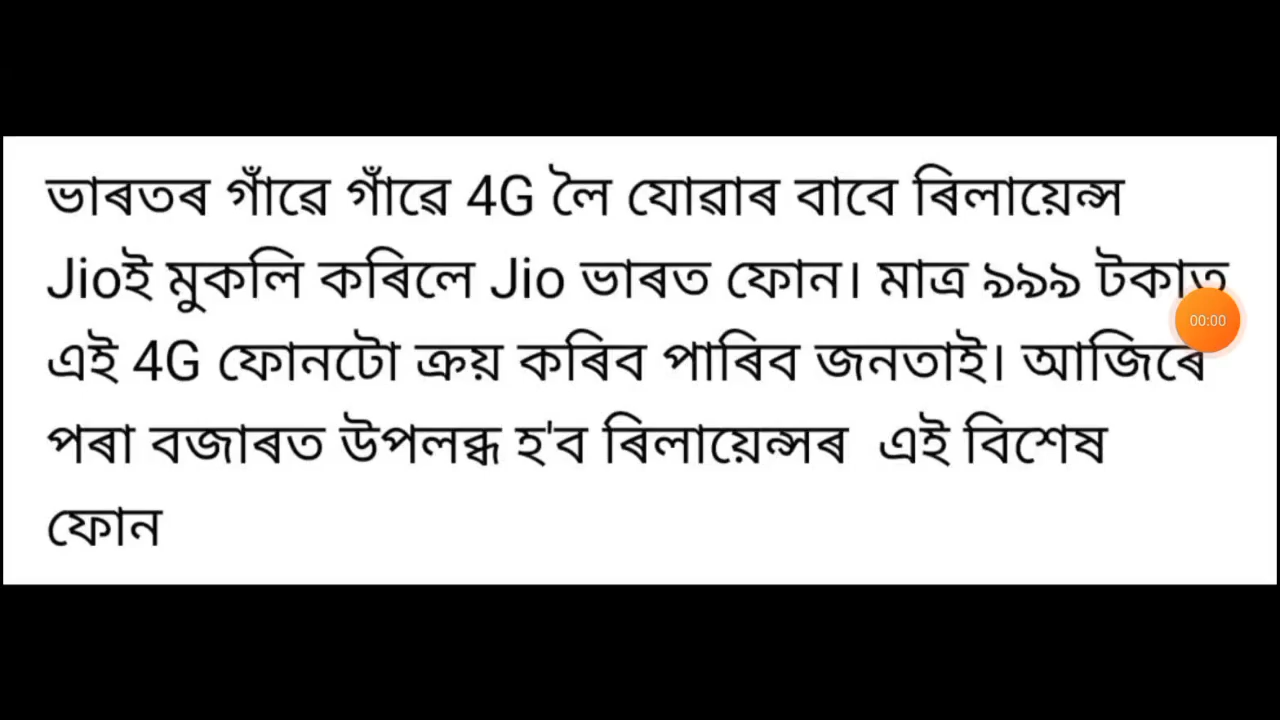 ভাৰতৰ গাঁৱে গাঁৱে 4G লৈ যোৱাৰ বাবে ৰিলায়েন্স
Jioই মুকলি কৰিলে Jio ভাৰত ফোন। মাত্ৰ ৯৯৯ টকাত
00:00
এই 4G ফোনটো ক্ৰয় কৰিব পাৰিব জনতাই। আজিৰে
পৰা বজাৰত উপলব্ধ হ'ব ৰিলায়েন্সৰ এই বিশেষ
ফোন